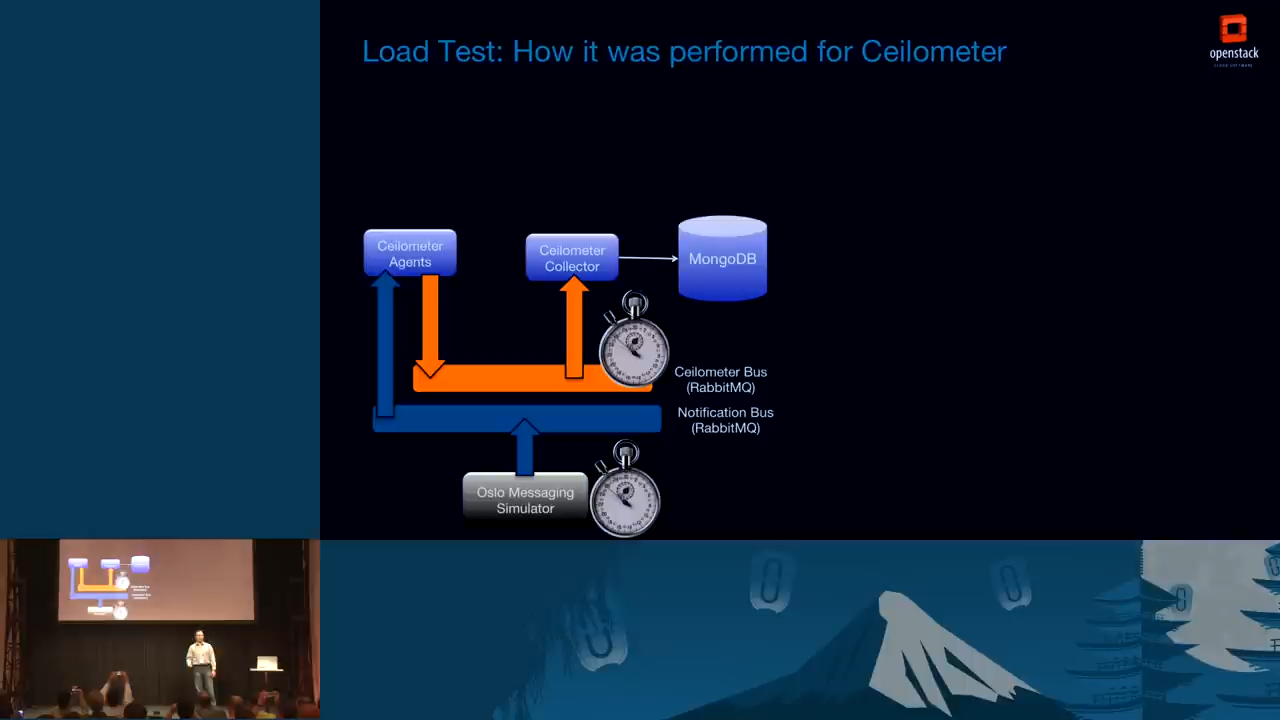 Load Test: How it was performed for Ceilometer
openstack
Ceilometer
Agents
Ceilometer
Collector
MongoDB
Ceilometer Bus
(RabbitMQ)
Notification Bus
(RabbitMQ)
Oslo Messaging
Simulator